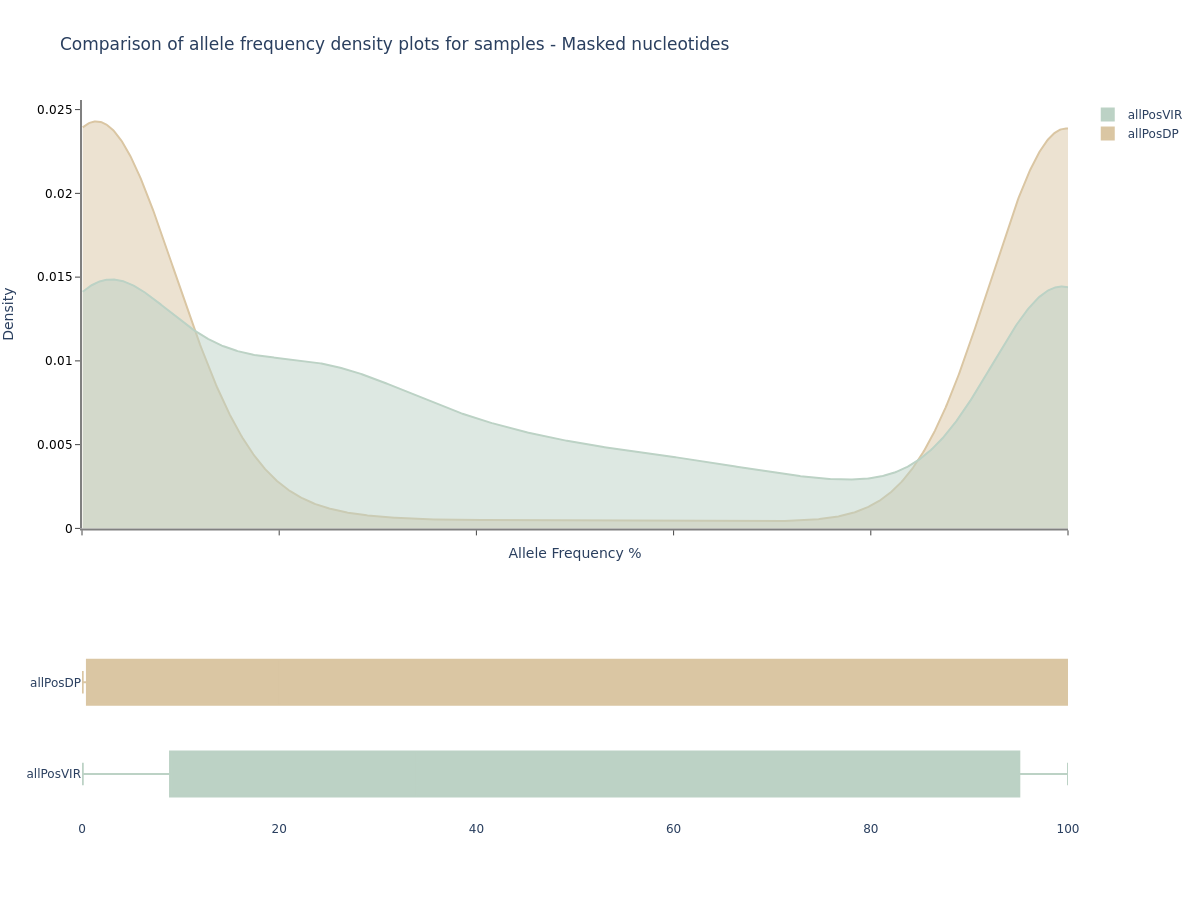 Comparison of allele frequency density plots for samples - Masked nucleotides
allPosVIR
allPosDP
0.025
0.02
0.015
0.01
0.005
0
Density
Allele Frequency %
allPosDP
allPosVIR
0 20 40 60 80 100